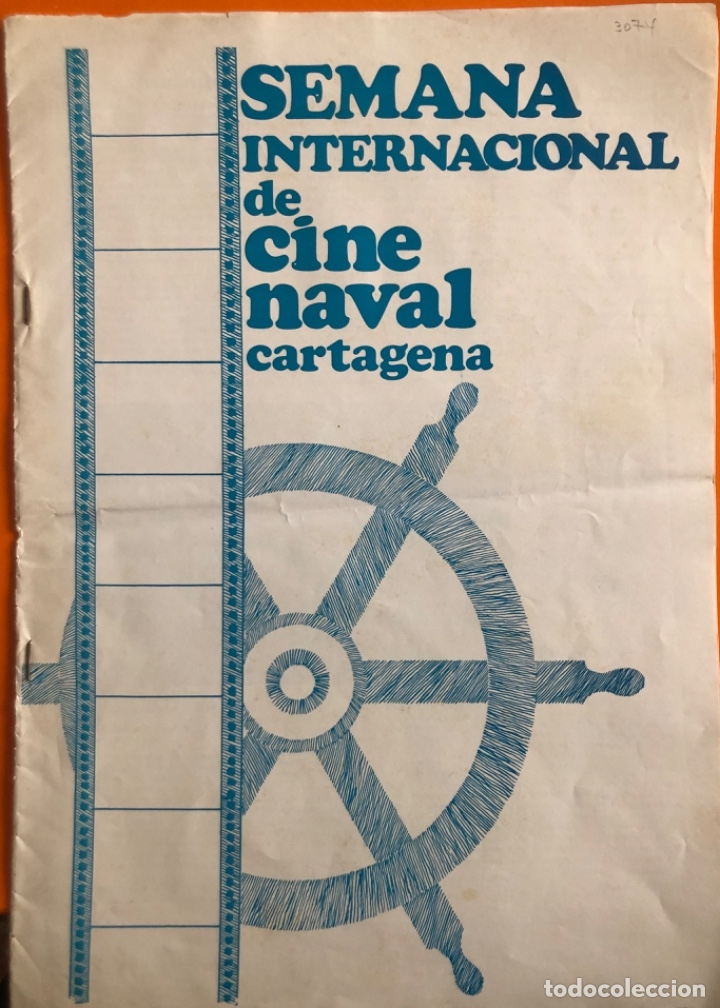 3074
SEMANA
INTERNACIONAL
de
cine
naval
cartagena
todocoleccion